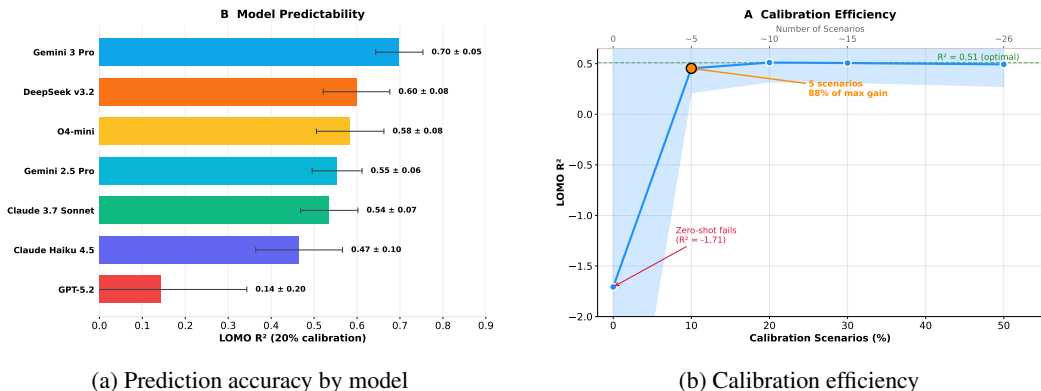 B Model Predictability
Gemini 3 Pro
0.70 ± 0.05
DeepSeek v3.2
0.60 ± 0.08
O4-mini
0.58 ± 0.08
Gemini 2.5 Pro
0.55 ± 0.06
Claude 3.7 Sonnet
0.54 ± 0.07
Claude Haiku 4.5
0.47 ± 0.10
GPT-5.2
0.14 ± 0.20
0.0 0.1 0.2 0.3 0.4 0.5 0.6 0.7 0.8 0.9
LOMO R² (20% calibration)
(a) Prediction accuracy by model
A Calibration Efficiency
Number of Scenarios
0 ~5 ~10 ~15 ~26
R² = 0.51 (optimal)
5 scenarios
88% of max gain
Zero-shot fails
(R² = -1.71)
LOMO R²
0.5
0.0
−0.5
−1.0
−1.5
−2.0
0 10 20 30 40 50
Calibration Scenarios (%)
(b) Calibration efficiency